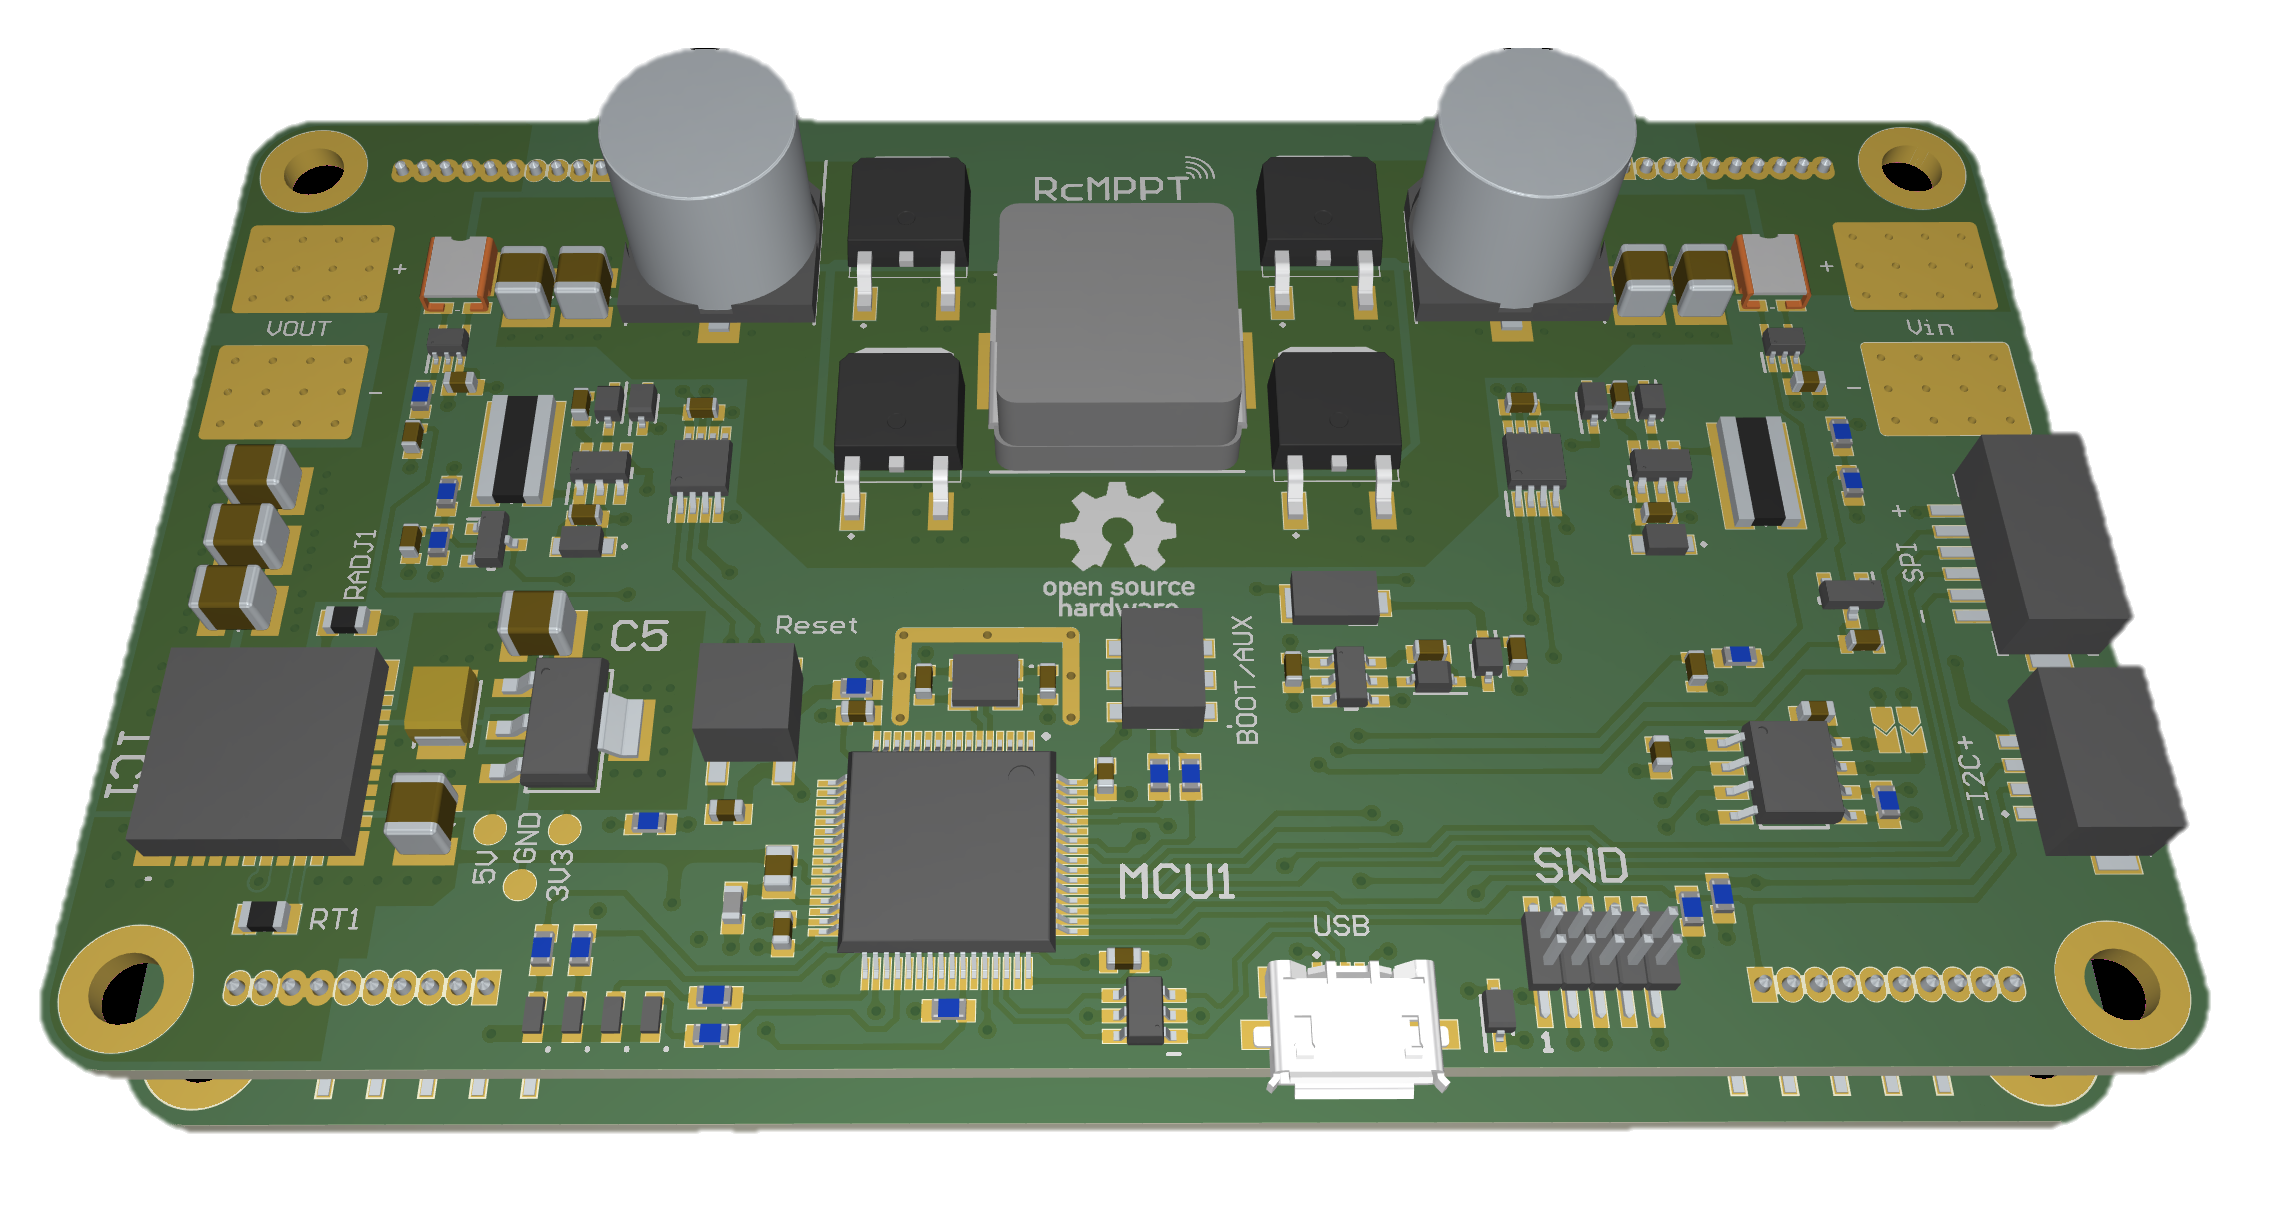 RcMPPT
+
+
VOUT
Vin
-
-
+
open source
hardware
RADJ1
SPI
-
Reset
C5
BOOT/AUX
IC1
+
I2C
-
5V
GND
3V3
MCU1
SWD
RT1
USB
1